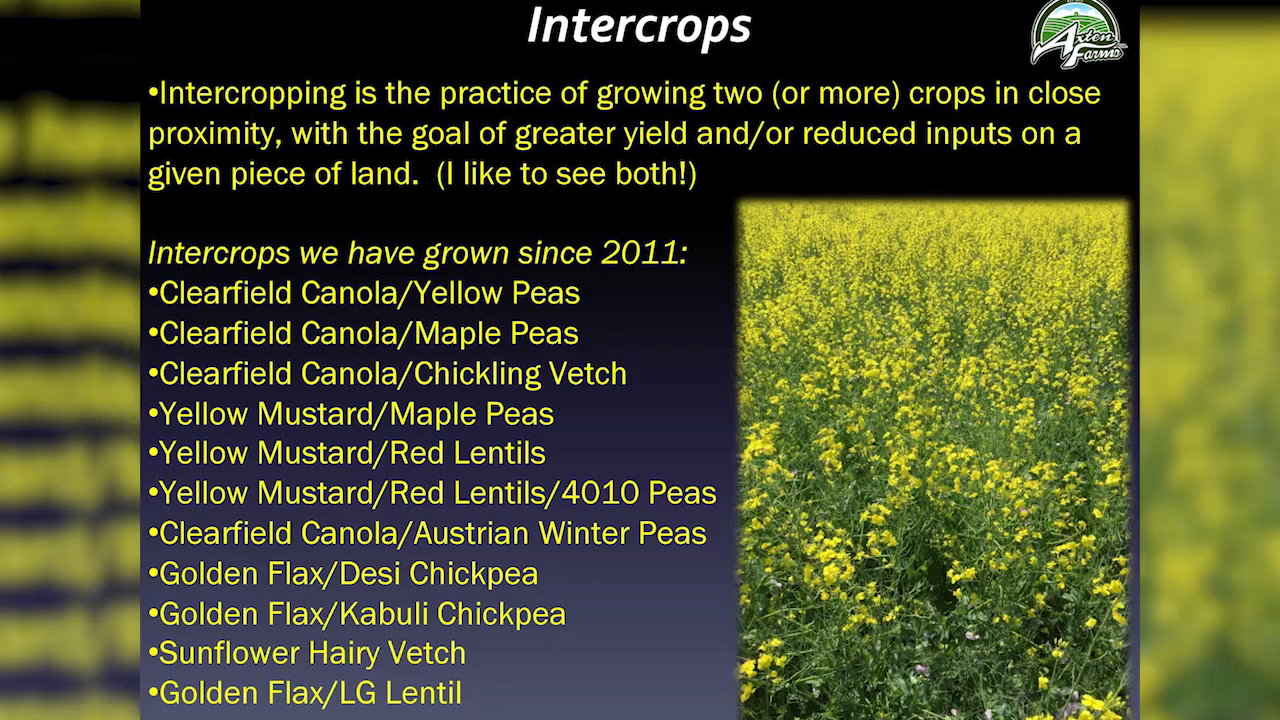 Intercrops
Axten
Farms
•Intercropping is the practice of growing two (or more) crops in close
proximity, with the goal of greater yield and/or reduced inputs on a
given piece of land. (I like to see both!)
Intercrops we have grown since 2011:
•Clearfield Canola/Yellow Peas
•Clearfield Canola/Maple Peas
•Clearfield Canola/Chickling Vetch
•Yellow Mustard/Maple Peas
•Yellow Mustard/Red Lentils
•Yellow Mustard/Red Lentils/4010 Peas
•Clearfield Canola/Austrian Winter Peas
•Golden Flax/Desi Chickpea
•Golden Flax/Kabuli Chickpea
•Sunflower Hairy Vetch
•Golden Flax/LG Lentil